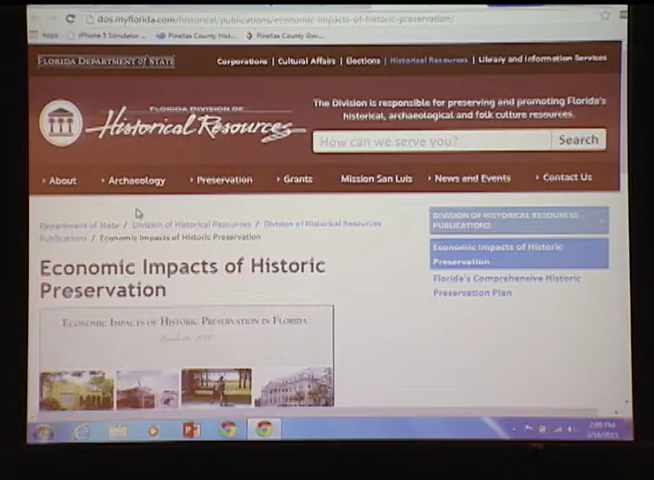 dos.myflorida.com/historical/publications/economic-impacts-of-historic-preservation/
Apps iPhone 5 Simulator ... Pinellas County Hist... Pinellas County Gov...
FLORIDA DEPARTMENT of STATE
Corporations | Cultural Affairs | Elections | Historical Resources | Library and Information Services
FLORIDA DIVISION OF
Historical Resources
The Division is responsible for preserving and promoting Florida's
historical, archaeological and folk culture resources.
How can we serve you? Search
About Archaeology Preservation Grants Mission San Luis News and Events Contact Us
Department of State / Division of Historical Resources / Division of Historical Resources
Publications / Economic Impacts of Historic Preservation
Economic Impacts of Historic
Preservation
ECONOMIC IMPACTS OF HISTORIC PRESERVATION IN FLORIDA
DIVISION OF HISTORICAL RESOURCES
PUBLICATIONS
Economic Impacts of Historic
Preservation
Florida's Comprehensive Historic
Preservation Plan
2:09 PM